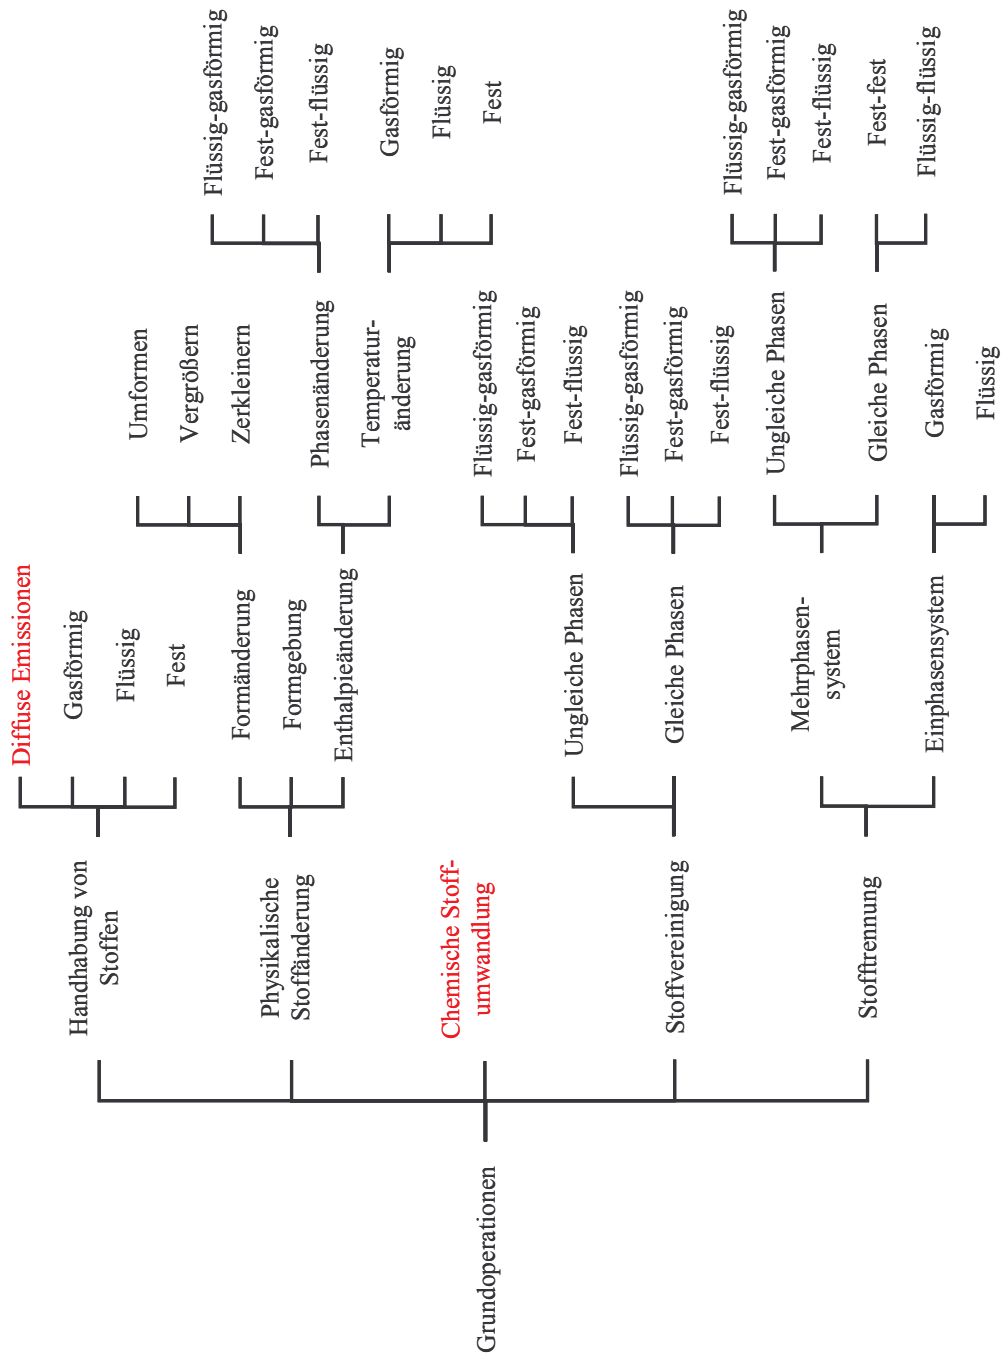 Grundoperationen
Handhabung von
Stoffen
Diffuse Emissionen
Gasförmig
Flüssig
Fest
Physikalische
Stoffänderung
Formänderung
Umformen
Vergrößern
Zerkleinern
Formgebung
Enthalpieänderung
Phasenänderung
Flüssig-gasförmig
Fest-gasförmig
Fest-flüssig
Temperatur-
änderung
Gasförmig
Flüssig
Fest
Chemische Stoff-
umwandlung
Stoffvereinigung
Ungleiche Phasen
Flüssig-gasförmig
Fest-gasförmig
Fest-flüssig
Gleiche Phasen
Flüssig-gasförmig
Fest-gasförmig
Fest-flüssig
Stofftrennung
Mehrphasen-
system
Ungleiche Phasen
Flüssig-gasförmig
Fest-gasförmig
Fest-flüssig
Gleiche Phasen
Fest-fest
Flüssig-flüssig
Einphasensystem
Gasförmig
Flüssig